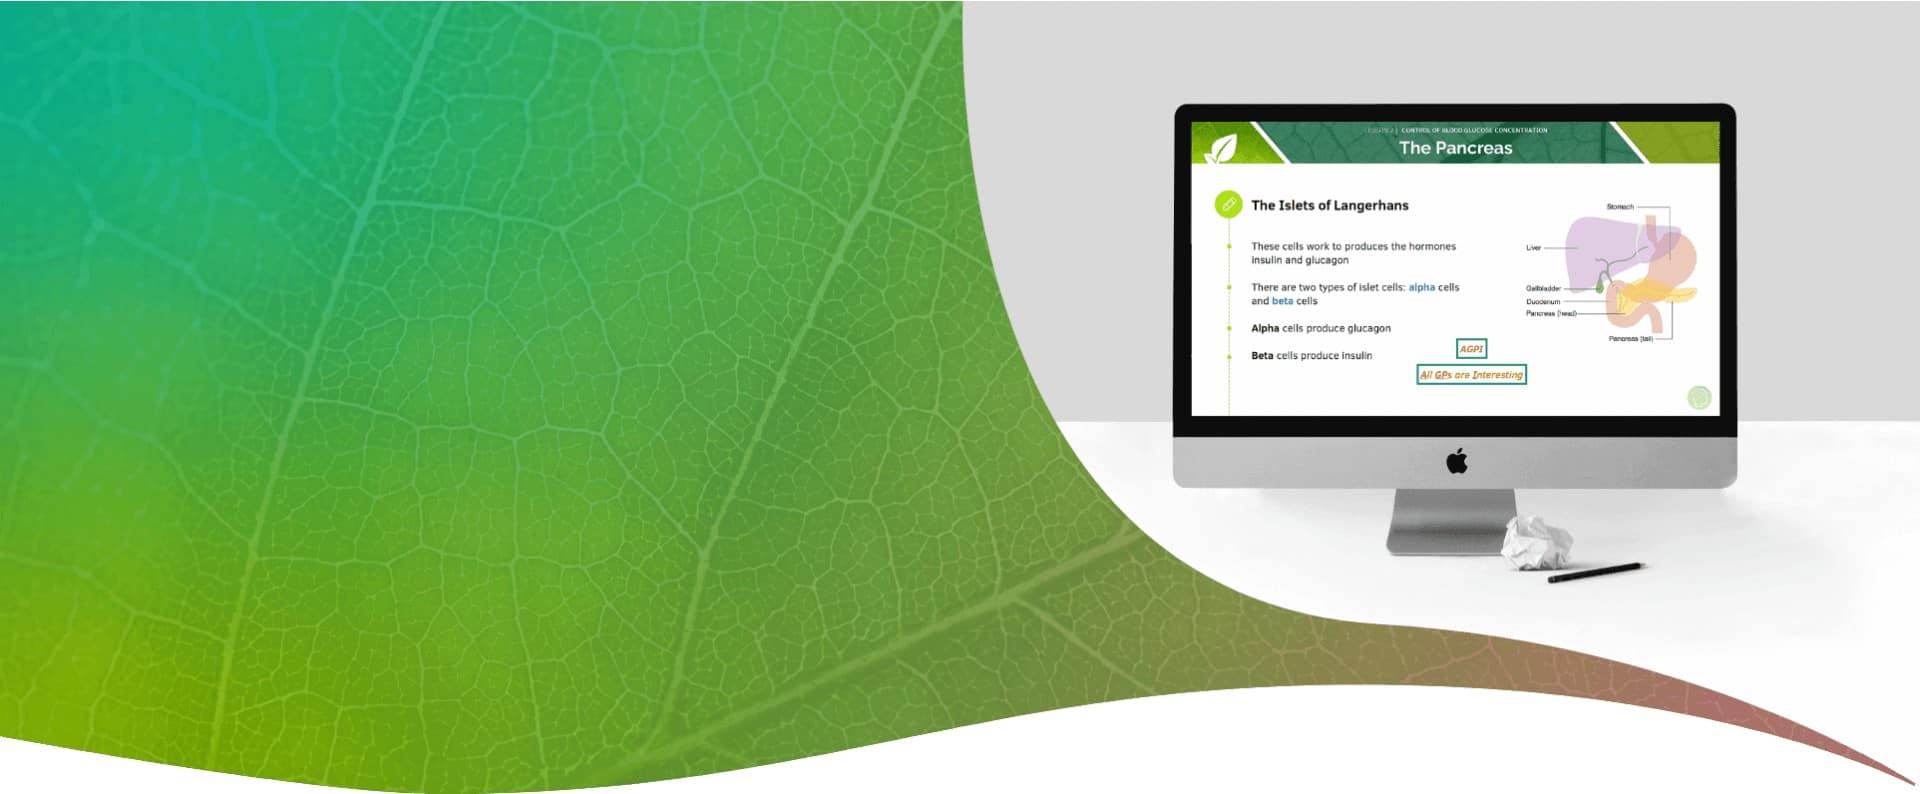 CONTROL OF BLOOD GLUCOSE CONCENTRATION
The Pancreas
The Islets of Langerhans
These cells work to produces the hormones
insulin and glucagon
There are two types of islet cells: alpha cells
and beta cells
Alpha cells produce glucagon
Beta cells produce insulin
AGPI
All GPs are Interesting
Stomach
Liver
Gallbladder
Duodenum
Pancreas (head)
Pancreas (tail)